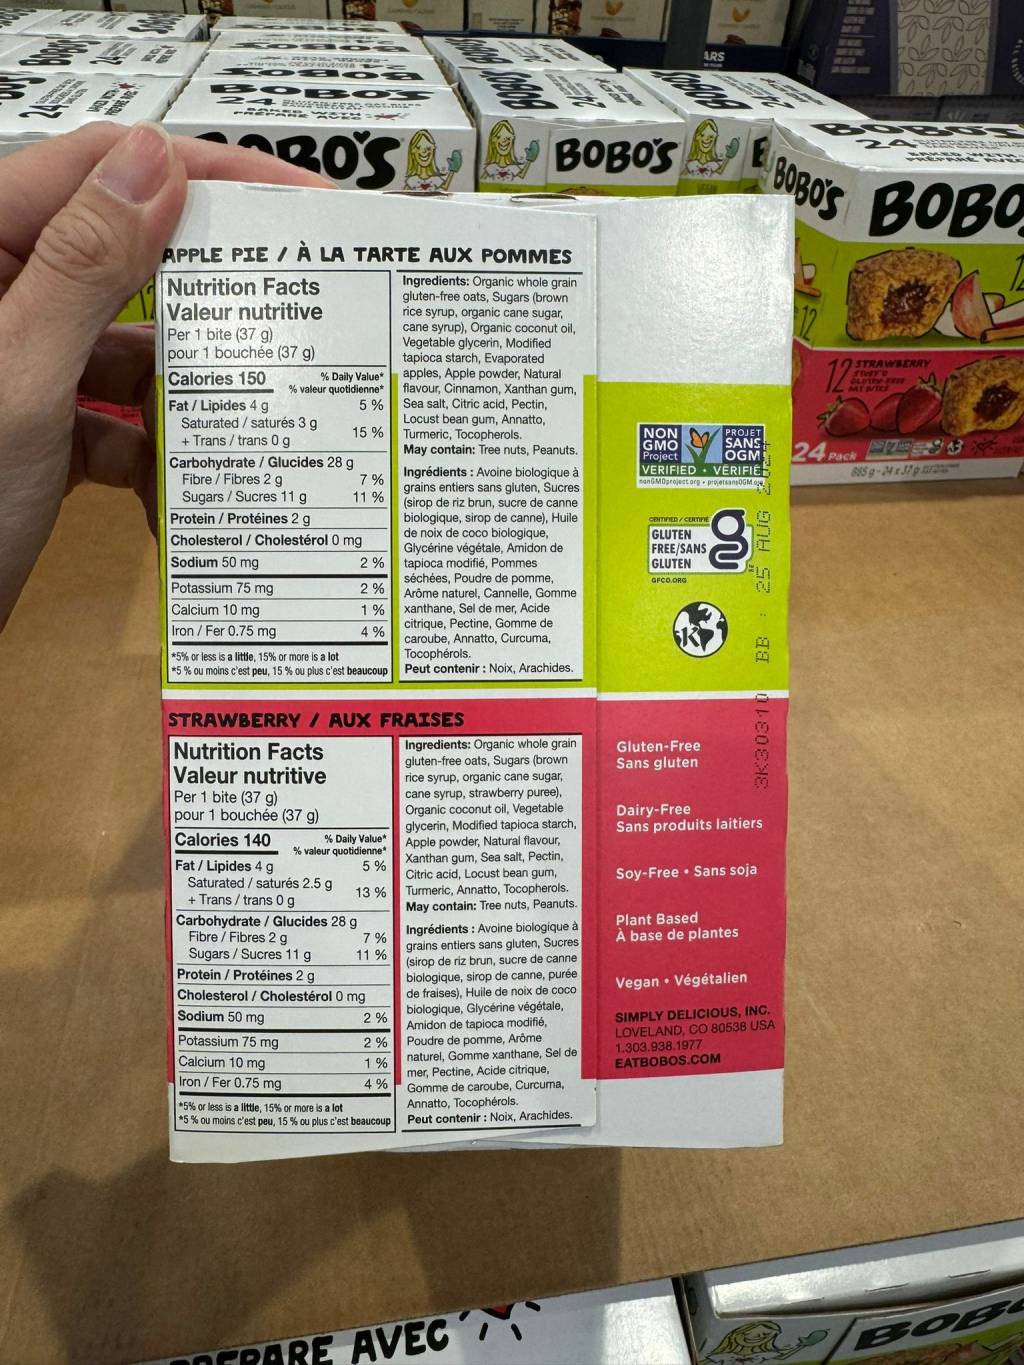 BOBO'S
BOBO'S
BOBO'S
24 Pack
12 STRAWBERRY
APPLE PIE / À LA TARTE AUX POMMES
Nutrition Facts
Valeur nutritive
Per 1 bite (37 g)
pour 1 bouchée (37 g)
Calories 150
% Daily Value*
% valeur quotidienne*
Fat / Lipides 4 g 5 %
Saturated / saturés 3 g
+ Trans / trans 0 g 15 %
Carbohydrate / Glucides 28 g
Fibre / Fibres 2 g 7 %
Sugars / Sucres 11 g 11 %
Protein / Protéines 2 g
Cholesterol / Cholestérol 0 mg
Sodium 50 mg 2 %
Potassium 75 mg 2 %
Calcium 10 mg 1 %
Iron / Fer 0.75 mg 4 %
*5% or less is a little, 15% or more is a lot
*5 % ou moins c'est peu, 15 % ou plus c'est beaucoup
Ingredients: Organic whole grain
gluten-free oats, Sugars (brown
rice syrup, organic cane sugar,
cane syrup), Organic coconut oil,
Vegetable glycerin, Modified
tapioca starch, Evaporated
apples, Apple powder, Natural
flavour, Cinnamon, Xanthan gum,
Sea salt, Citric acid, Pectin,
Locust bean gum, Annatto,
Turmeric, Tocopherols.
May contain: Tree nuts, Peanuts.
Ingrédients : Avoine biologique à
grains entiers sans gluten, Sucres
(sirop de riz brun, sucre de canne
biologique, sirop de canne), Huile
de noix de coco biologique,
Glycérine végétale, Amidon de
tapioca modifié, Pommes
séchées, Poudre de pomme,
Arôme naturel, Cannelle, Gomme
xanthane, Sel de mer, Acide
citrique, Pectine, Gomme de
caroube, Annatto, Curcuma,
Tocophérols.
Peut contenir : Noix, Arachides.
NON
GMO
Project
PROJET
SANS
OGM
VERIFIED • VÉRIFIÉ
nonGMOproject.org • projetsansOGM.org
CERTIFIED / CERTIFIÉ
GLUTEN
FREE/SANS
GLUTEN
GFCO.ORG
K
3K30310 BB : 25 AUG 2024
STRAWBERRY / AUX FRAISES
Nutrition Facts
Valeur nutritive
Per 1 bite (37 g)
pour 1 bouchée (37 g)
Calories 140
% Daily Value*
% valeur quotidienne*
Fat / Lipides 4 g 5 %
Saturated / saturés 2.5 g
+ Trans / trans 0 g 13 %
Carbohydrate / Glucides 28 g
Fibre / Fibres 2 g 7 %
Sugars / Sucres 11 g 11 %
Protein / Protéines 2 g
Cholesterol / Cholestérol 0 mg
Sodium 50 mg 2 %
Potassium 75 mg 2 %
Calcium 10 mg 1 %
Iron / Fer 0.75 mg 4 %
*5% or less is a little, 15% or more is a lot
*5 % ou moins c'est peu, 15 % ou plus c'est beaucoup
Ingredients: Organic whole grain
gluten-free oats, Sugars (brown
rice syrup, organic cane sugar,
cane syrup, strawberry puree),
Organic coconut oil, Vegetable
glycerin, Modified tapioca starch,
Apple powder, Natural flavour,
Xanthan gum, Sea salt, Pectin,
Citric acid, Locust bean gum,
Turmeric, Annatto, Tocopherols.
May contain: Tree nuts, Peanuts.
Ingrédients : Avoine biologique à
grains entiers sans gluten, Sucres
(sirop de riz brun, sucre de canne
biologique, sirop de canne, purée
de fraises), Huile de noix de coco
biologique, Glycérine végétale,
Amidon de tapioca modifié,
Poudre de pomme, Arôme
naturel, Gomme xanthane, Sel de
mer, Pectine, Acide citrique,
Gomme de caroube, Curcuma,
Annatto, Tocophérols.
Peut contenir : Noix, Arachides.
Gluten-Free
Sans gluten
Dairy-Free
Sans produits laitiers
Soy-Free • Sans soja
Plant Based
À base de plantes
Vegan • Végétalien
SIMPLY DELICIOUS, INC.
LOVELAND, CO 80538 USA
1.303.938.1977
EATBOBOS.COM
AVEC